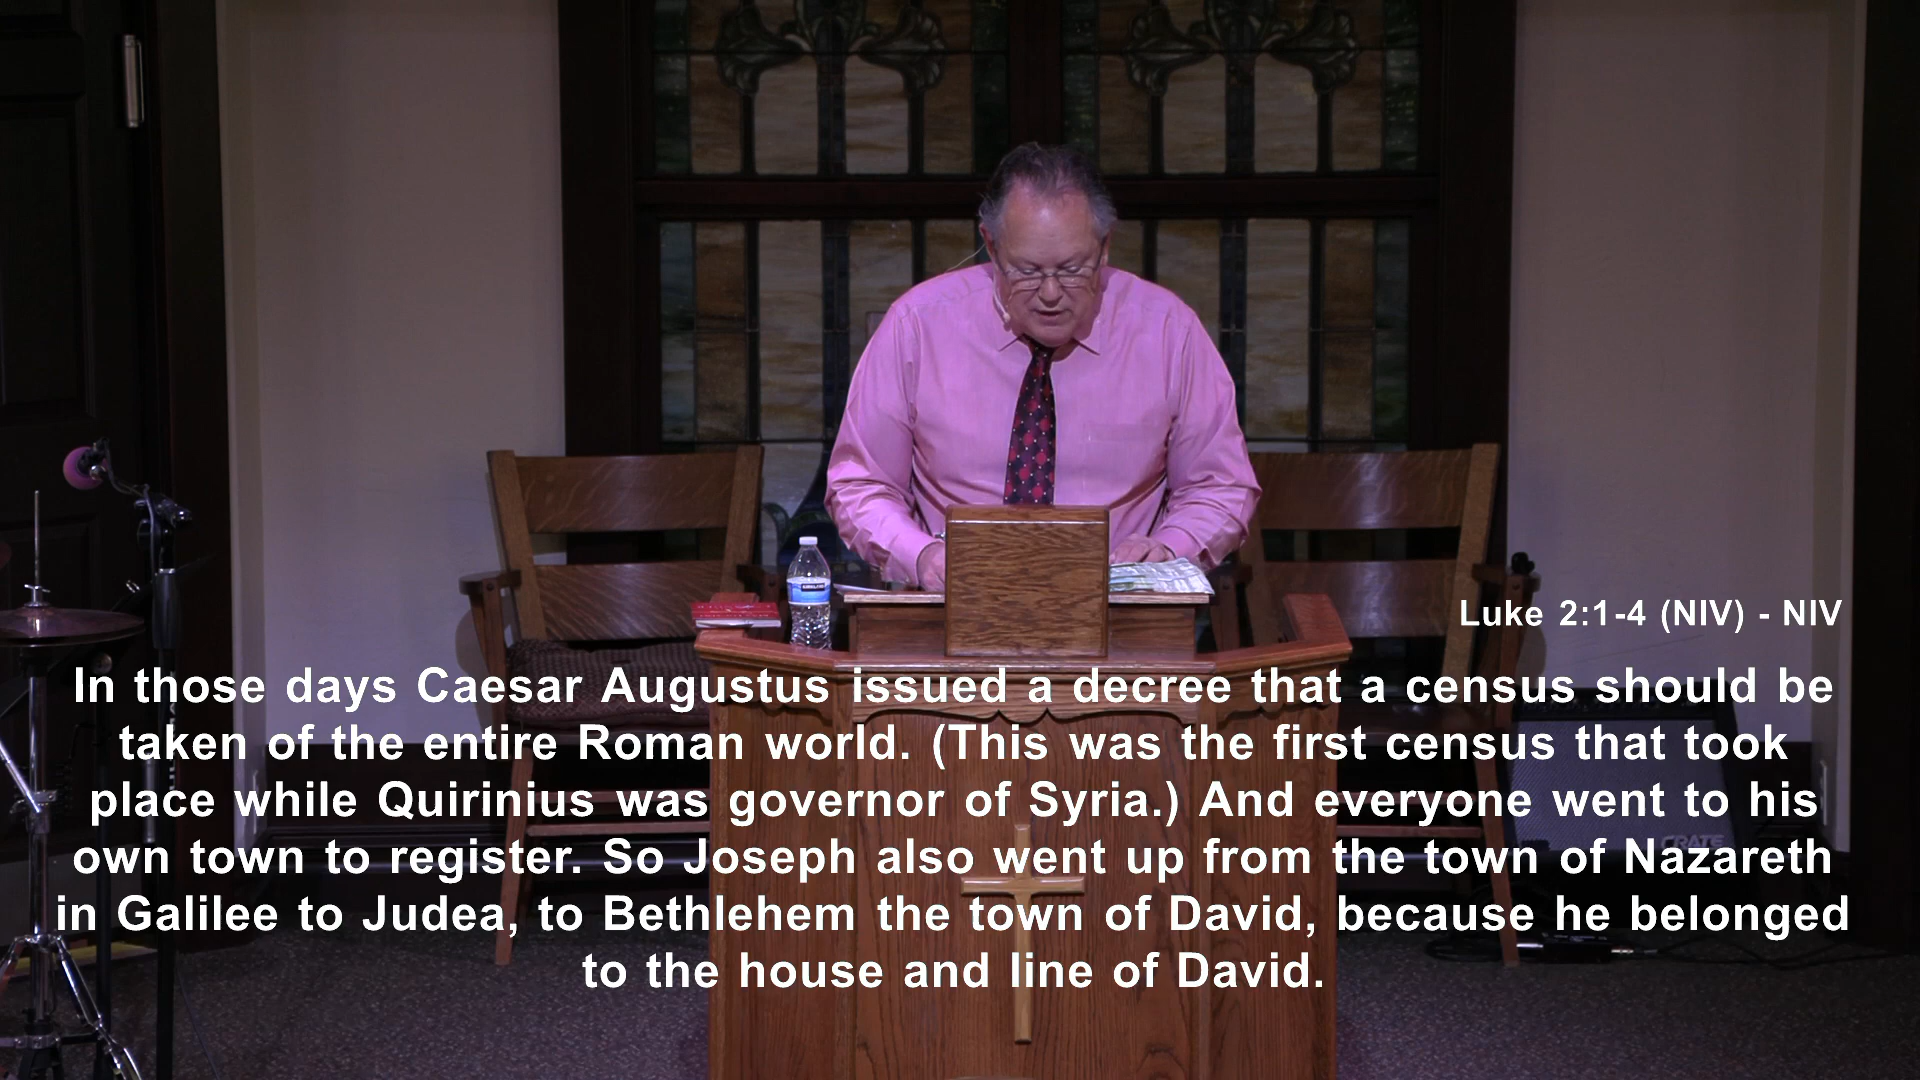 Luke 2:1-4 (NIV) - NIV
In those days Caesar Augustus issued a decree that a census should be
taken of the entire Roman world. (This was the first census that took
place while Quirinius was governor of Syria.) And everyone went to his
own town to register. So Joseph also went up from the town of Nazareth
in Galilee to Judea, to Bethlehem the town of David, because he belonged
to the house and line of David.
CRATE